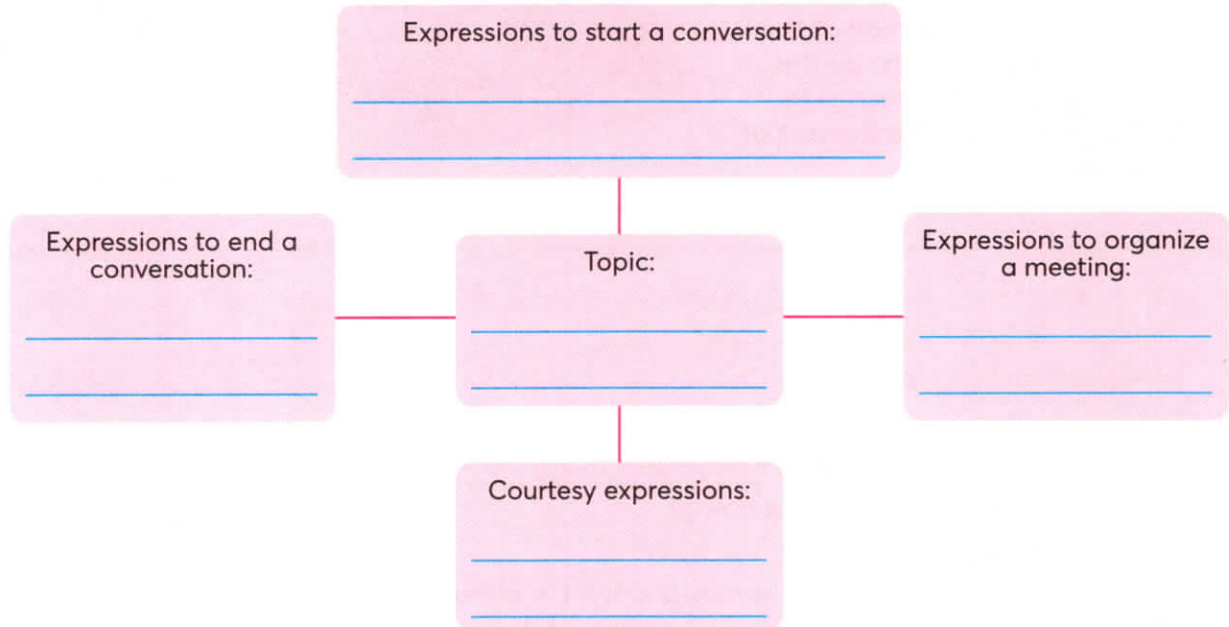 Expressions to start a conversation:
Expressions to end a
conversation:
Topic:
Expressions to organize
a meeting:
Courtesy expressions: